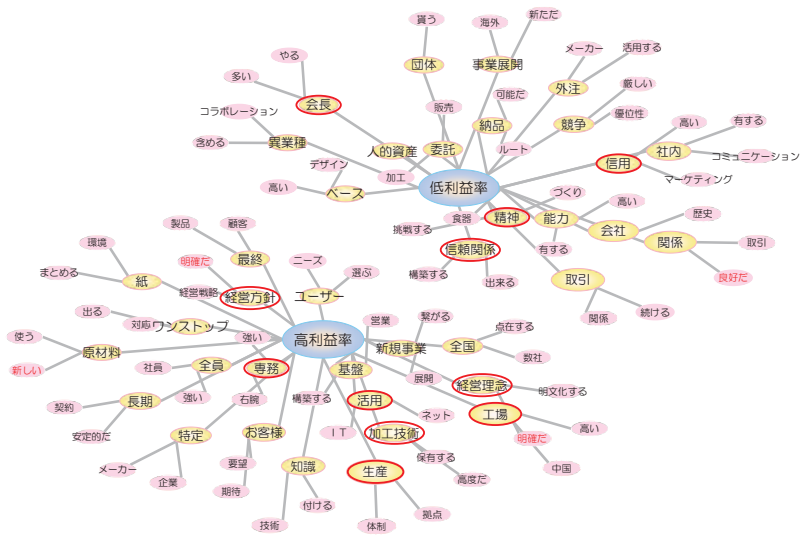 貰う
海外
新ただ
やる
団体
事業展開
メーカー
活用する
多い
会長
可能だ
外注
厳しい
コラボレーション
販売
納品
競争
優位性
含める
異業種
人的資産
委託
ルート
高い
有する
デザイン
加工
信用
社内
コミュニケーション
高い
ベース
低利益率
づくり
マーケティング
挑戦する
食器
精神
能力
高い
歴史
製品
顧客
信頼関係
会社
関係
取引
環境
明確だ
最終
ニーズ
構築する
出来る
有する
良好だ
まとめる
紙
経営戦略
経営方針
ユーザー
選ぶ
取引
出る
対応
ワンストップ
営業
繋がる
関係
続ける
使う
原材料
強い
高利益率
新規事業
全国
点在する
新しい
社員
全員
専務
基盤
展開
数社
契約
長期
強い
右腕
構築する
活用
経営理念
明文化する
安定的だ
特定
お客様
ＩＴ
加工技術
ネット
工場
高い
明確だ
メーカー
企業
要望
知識
生産
保有する
高度だ
中国
期待
付ける
技術
体制
拠点